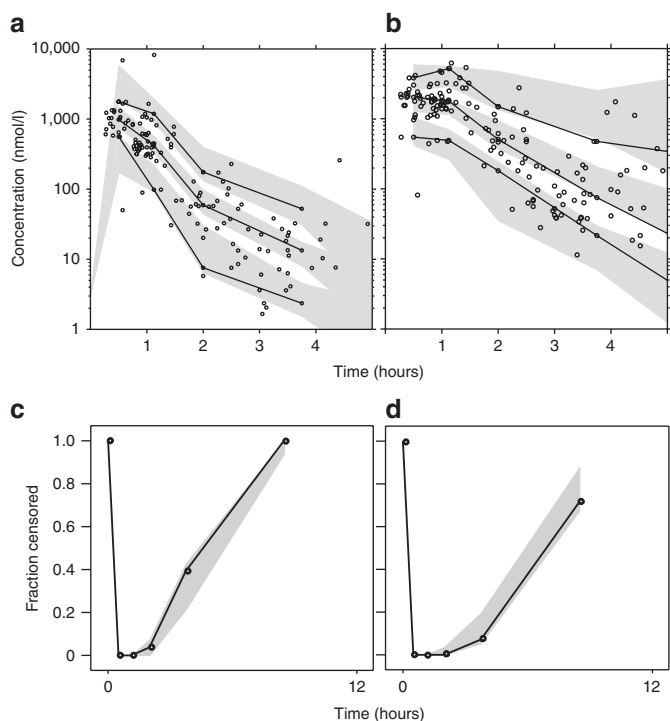 a
b
10,000
1,000
100
10
1
Concentration (nmol/l)
1 2 3 4
1 2 3 4
Time (hours)
c
d
1.0
0.8
0.6
0.4
0.2
0
Fraction censored
0 12
0 12
Time (hours)